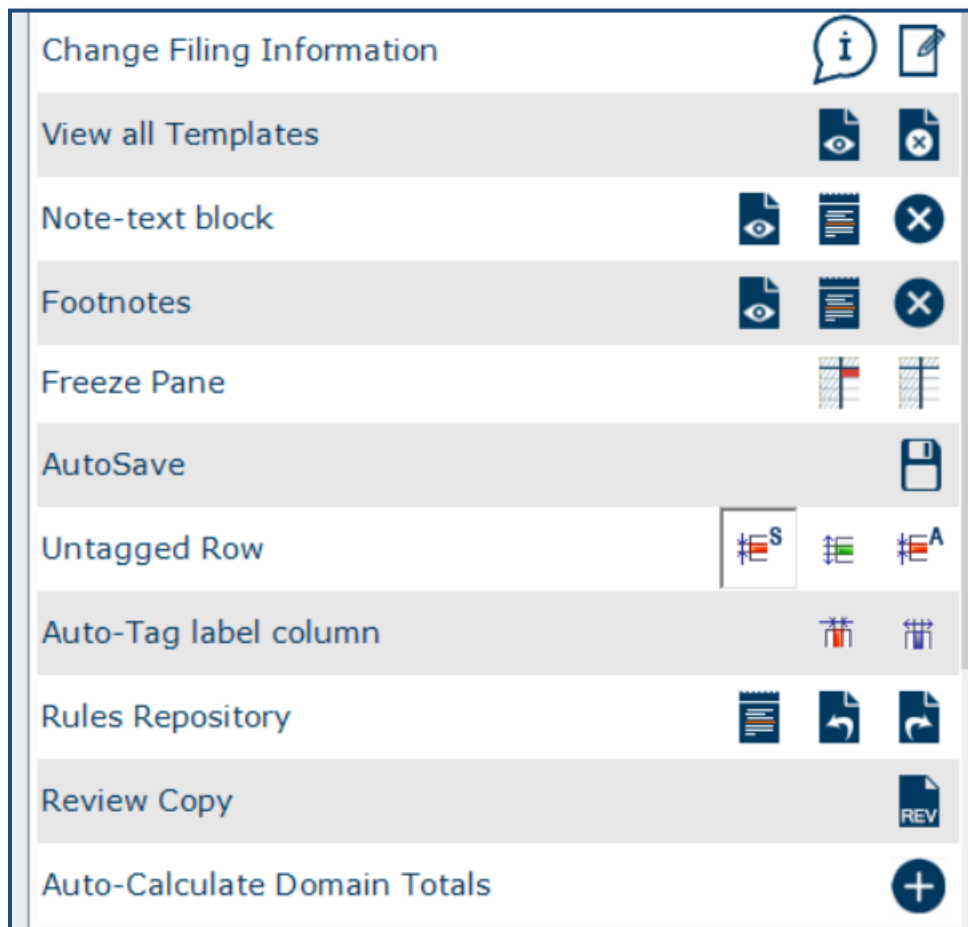 Change Filing Information i
View all Templates
Note-text block
Footnotes
Freeze Pane
AutoSave
Untagged Row S A
Auto-Tag label column
Rules Repository
Review Copy REV
Auto-Calculate Domain Totals